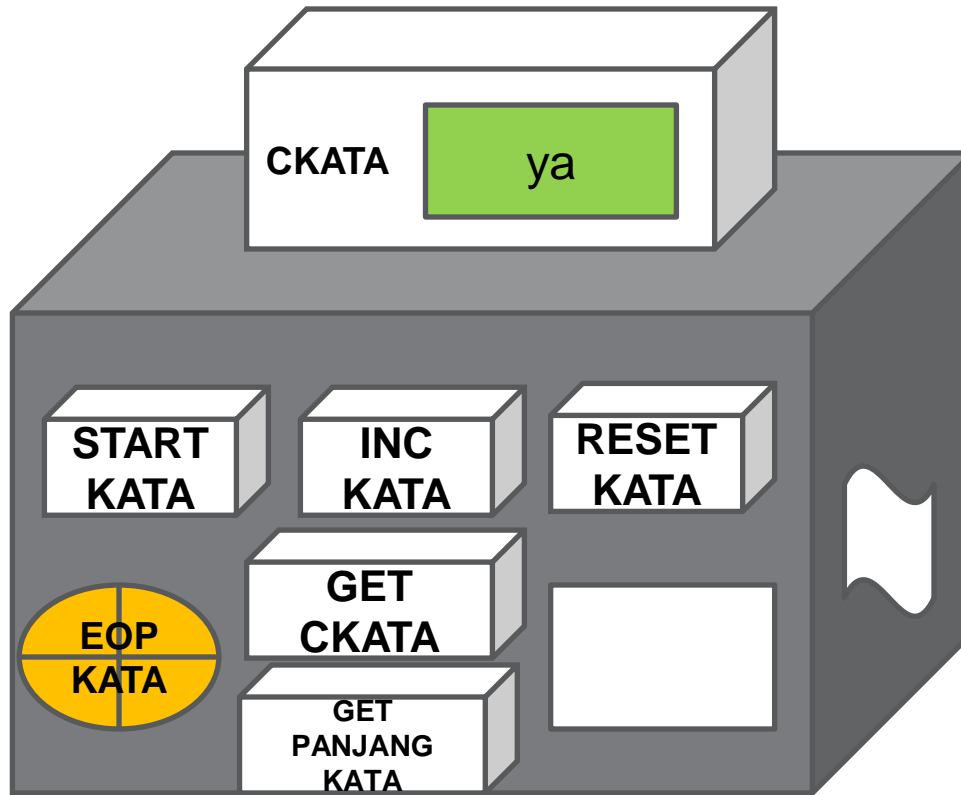 CKATA
ya
START
KATA
INC
KATA
RESET
KATA
EOP
KATA
GET
CKATA
GET
PANJANG
KATA